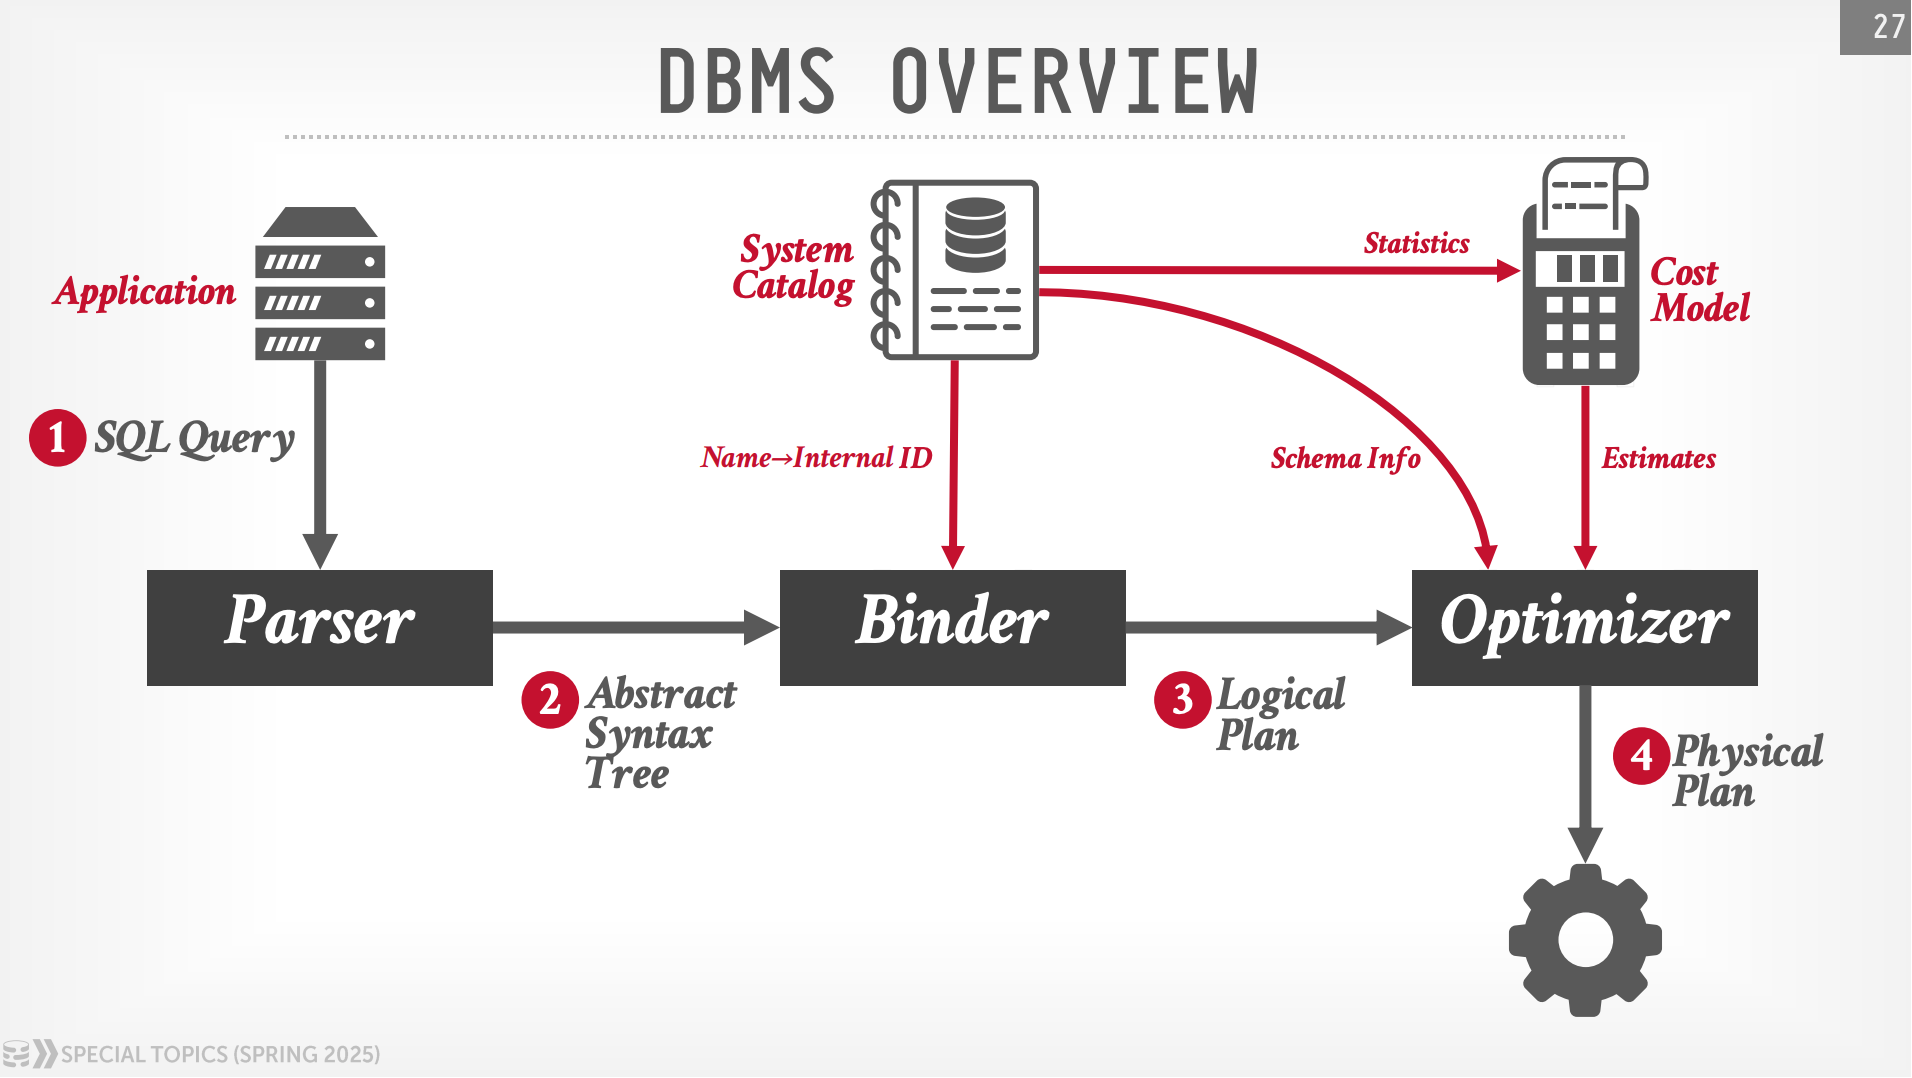 27
DBMS OVERVIEW
Application
System
Catalog
Statistics
Cost
Model
1 SQL Query
Name→Internal ID
Schema Info
Estimates
Parser
Binder
Optimizer
2 Abstract
Syntax
Tree
3 Logical
Plan
4 Physical
Plan
SPECIAL TOPICS (SPRING 2025)